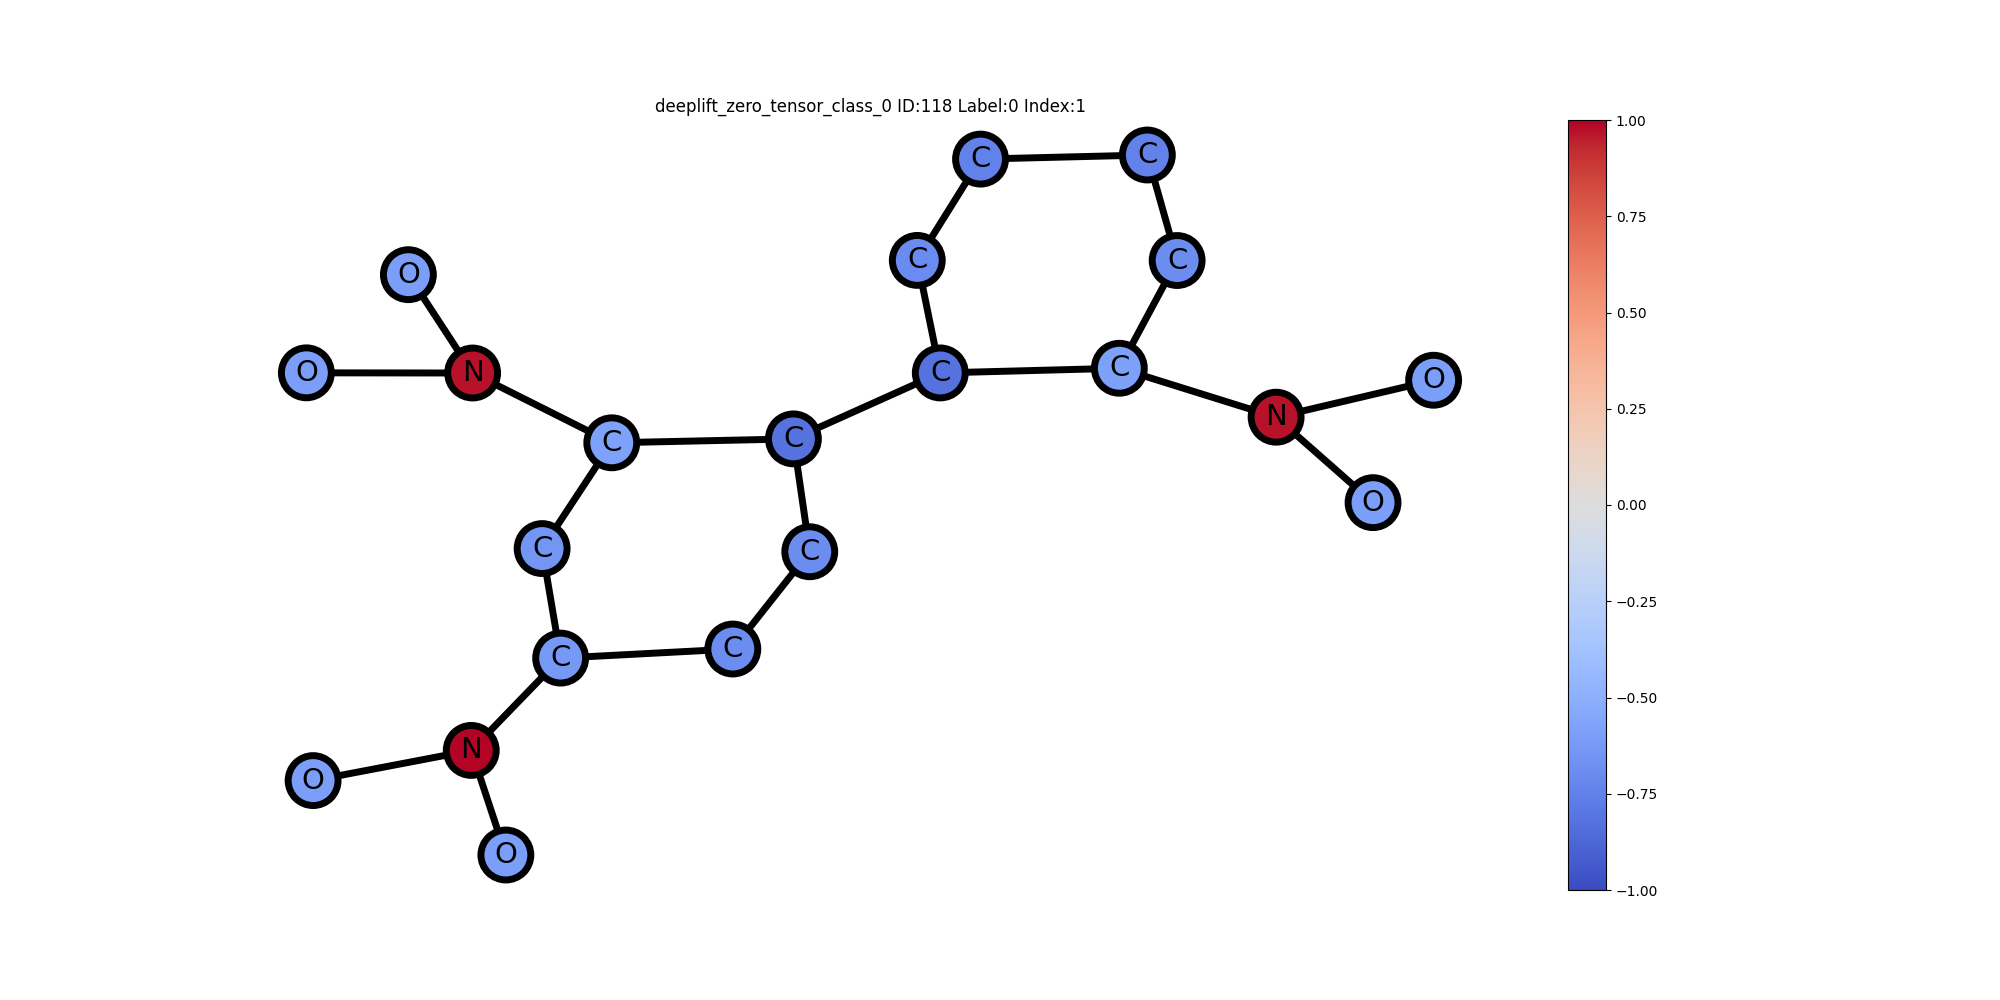 deeplift_zero_tensor_class_0 ID:118 Label:0 Index:1
1.00
C C
0.75
C C
O
0.50
O N C C O
0.25
N
C C
0.00
O
C C
-0.25
C C
-0.50
N
O
-0.75
O
-1.00